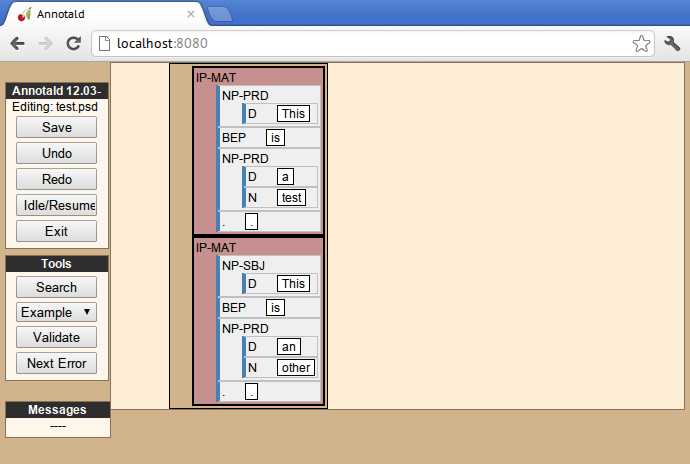 Annotald
localhost:8080
Annotald 12.03-
Editing: test.psd
Save
Undo
Redo
Idle/Resume
Exit
Tools
Search
Example
Validate
Next Error
Messages
----
IP-MAT
NP-PRD
D This
BEP is
NP-PRD
D a
N test
. .
IP-MAT
NP-SBJ
D This
BEP is
NP-PRD
D an
N other
. .